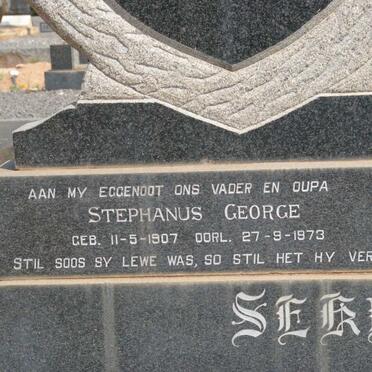 AAN MY EGGENOOT ONS VADER EN OUPA
STEPHANUS GEORGE
GEB. 11-5-1907 OORL. 27-9-1973
STIL SOOS SY LEWE WAS, SO STIL HET HY VER